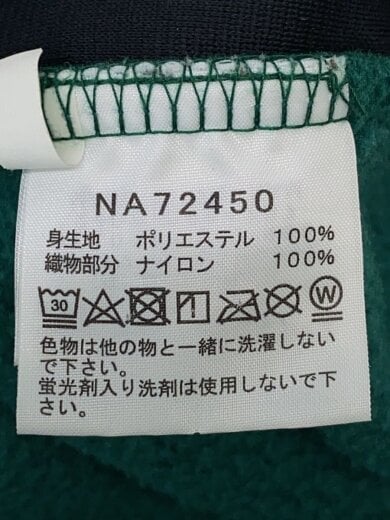 NA72450
身生地 ポリエステル 100%
織物部分 ナイロン 100%
30 W
色物は他の物と一緒に洗濯しない
で下さい。
蛍光剤入り洗剤は使用しないで下
さい。